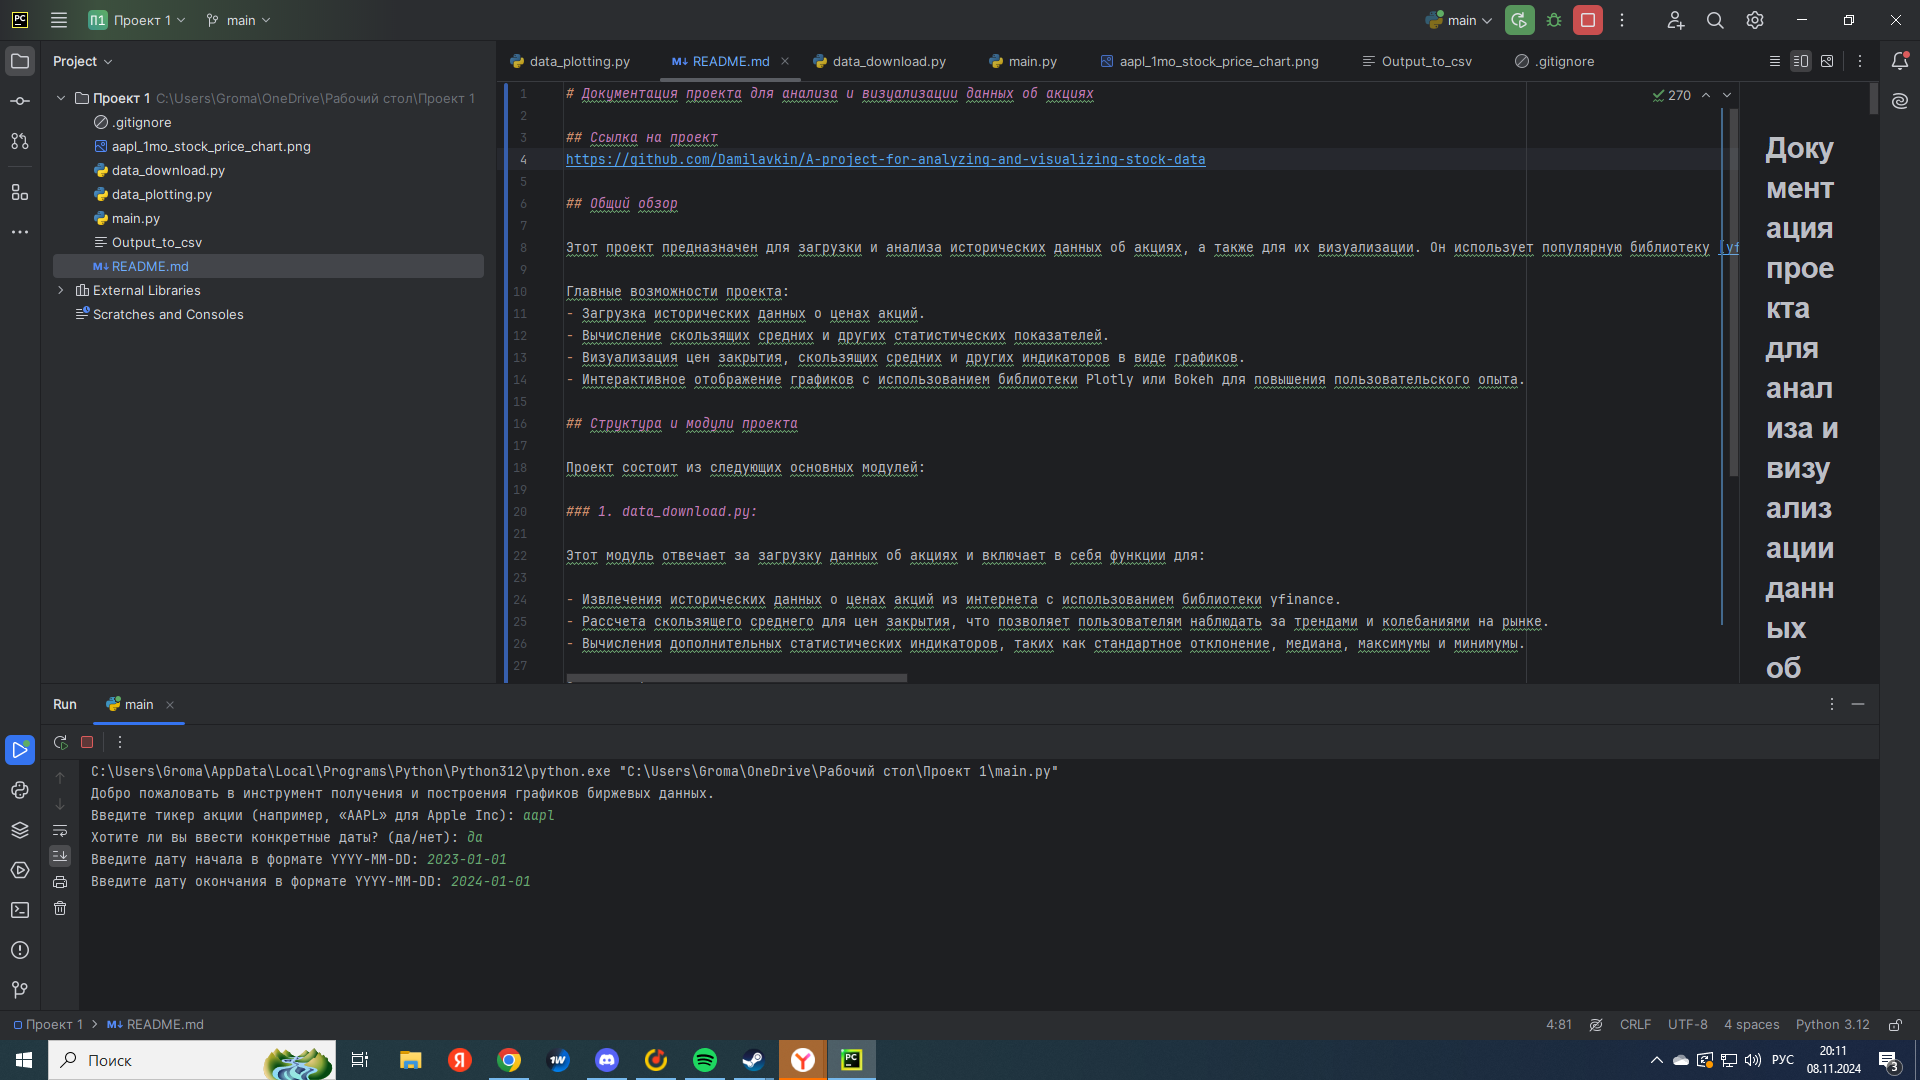 PC
П1 Проект 1 main
main
Project
Проект 1 C:\Users\Groma\OneDrive\Рабочий стол\Проект 1
.gitignore
aapl_1mo_stock_price_chart.png
data_download.py
data_plotting.py
main.py
Output_to_csv
README.md
External Libraries
Scratches and Consoles
data_plotting.py README.md data_download.py main.py aapl_1mo_stock_price_chart.png Output_to_csv .gitignore
270
1 # Документация проекта для анализа и визуализации данных об акциях
2
3 ## Ссылка на проект
4 https://github.com/Damilavkin/A-project-for-analyzing-and-visualizing-stock-data
5
6 ## Общий обзор
7
8 Этот проект предназначен для загрузки и анализа исторических данных об акциях, а также для их визуализации. Он использует популярную библиотеку [yf
9
10 Главные возможности проекта:
11 - Загрузка исторических данных о ценах акций.
12 - Вычисление скользящих средних и других статистических показателей.
13 - Визуализация цен закрытия, скользящих средних и других индикаторов в виде графиков.
14 - Интерактивное отображение графиков с использованием библиотеки Plotly или Bokeh для повышения пользовательского опыта.
15
16 ## Структура и модули проекта
17
18 Проект состоит из следующих основных модулей:
19
20 ### 1. data_download.py:
21
22 Этот модуль отвечает за загрузку данных об акциях и включает в себя функции для:
23
24 - Извлечения исторических данных о ценах акций из интернета с использованием библиотеки yfinance.
25 - Рассчета скользящего среднего для цен закрытия, что позволяет пользователям наблюдать за трендами и колебаниями на рынке.
26 - Вычисления дополнительных статистических индикаторов, таких как стандартное отклонение, медиана, максимумы и минимумы.
27
Доку
мент
ация
прое
кта
для
анал
иза и
визу
ализ
ации
данн
ых
об
Run main
C:\Users\Groma\AppData\Local\Programs\Python\Python312\python.exe "C:\Users\Groma\OneDrive\Рабочий стол\Проект 1\main.py"
Добро пожаловать в инструмент получения и построения графиков биржевых данных.
Введите тикер акции (например, «AAPL» для Apple Inc): aapl
Хотите ли вы ввести конкретные даты? (да/нет): да
Введите дату начала в формате YYYY-MM-DD: 2023-01-01
Введите дату окончания в формате YYYY-MM-DD: 2024-01-01
Проект 1 README.md
4:81 CRLF UTF-8 4 spaces Python 3.12
Поиск
РУС
20:11
08.11.2024
3